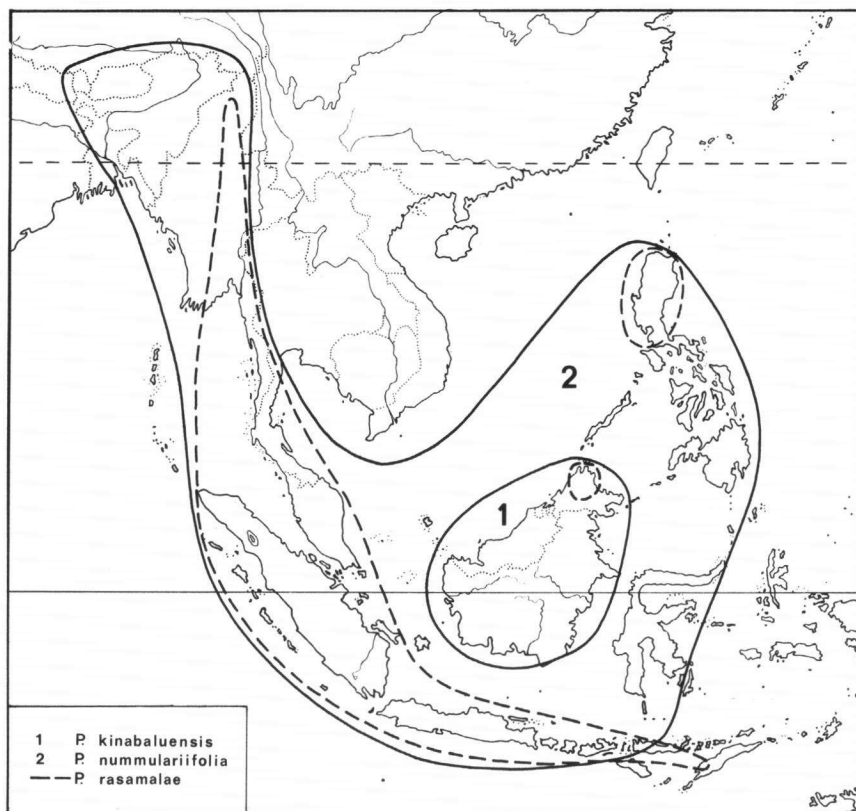 2
1
1 P. kinabaluensis
2 P. nummulariifolia
P. rasamalae